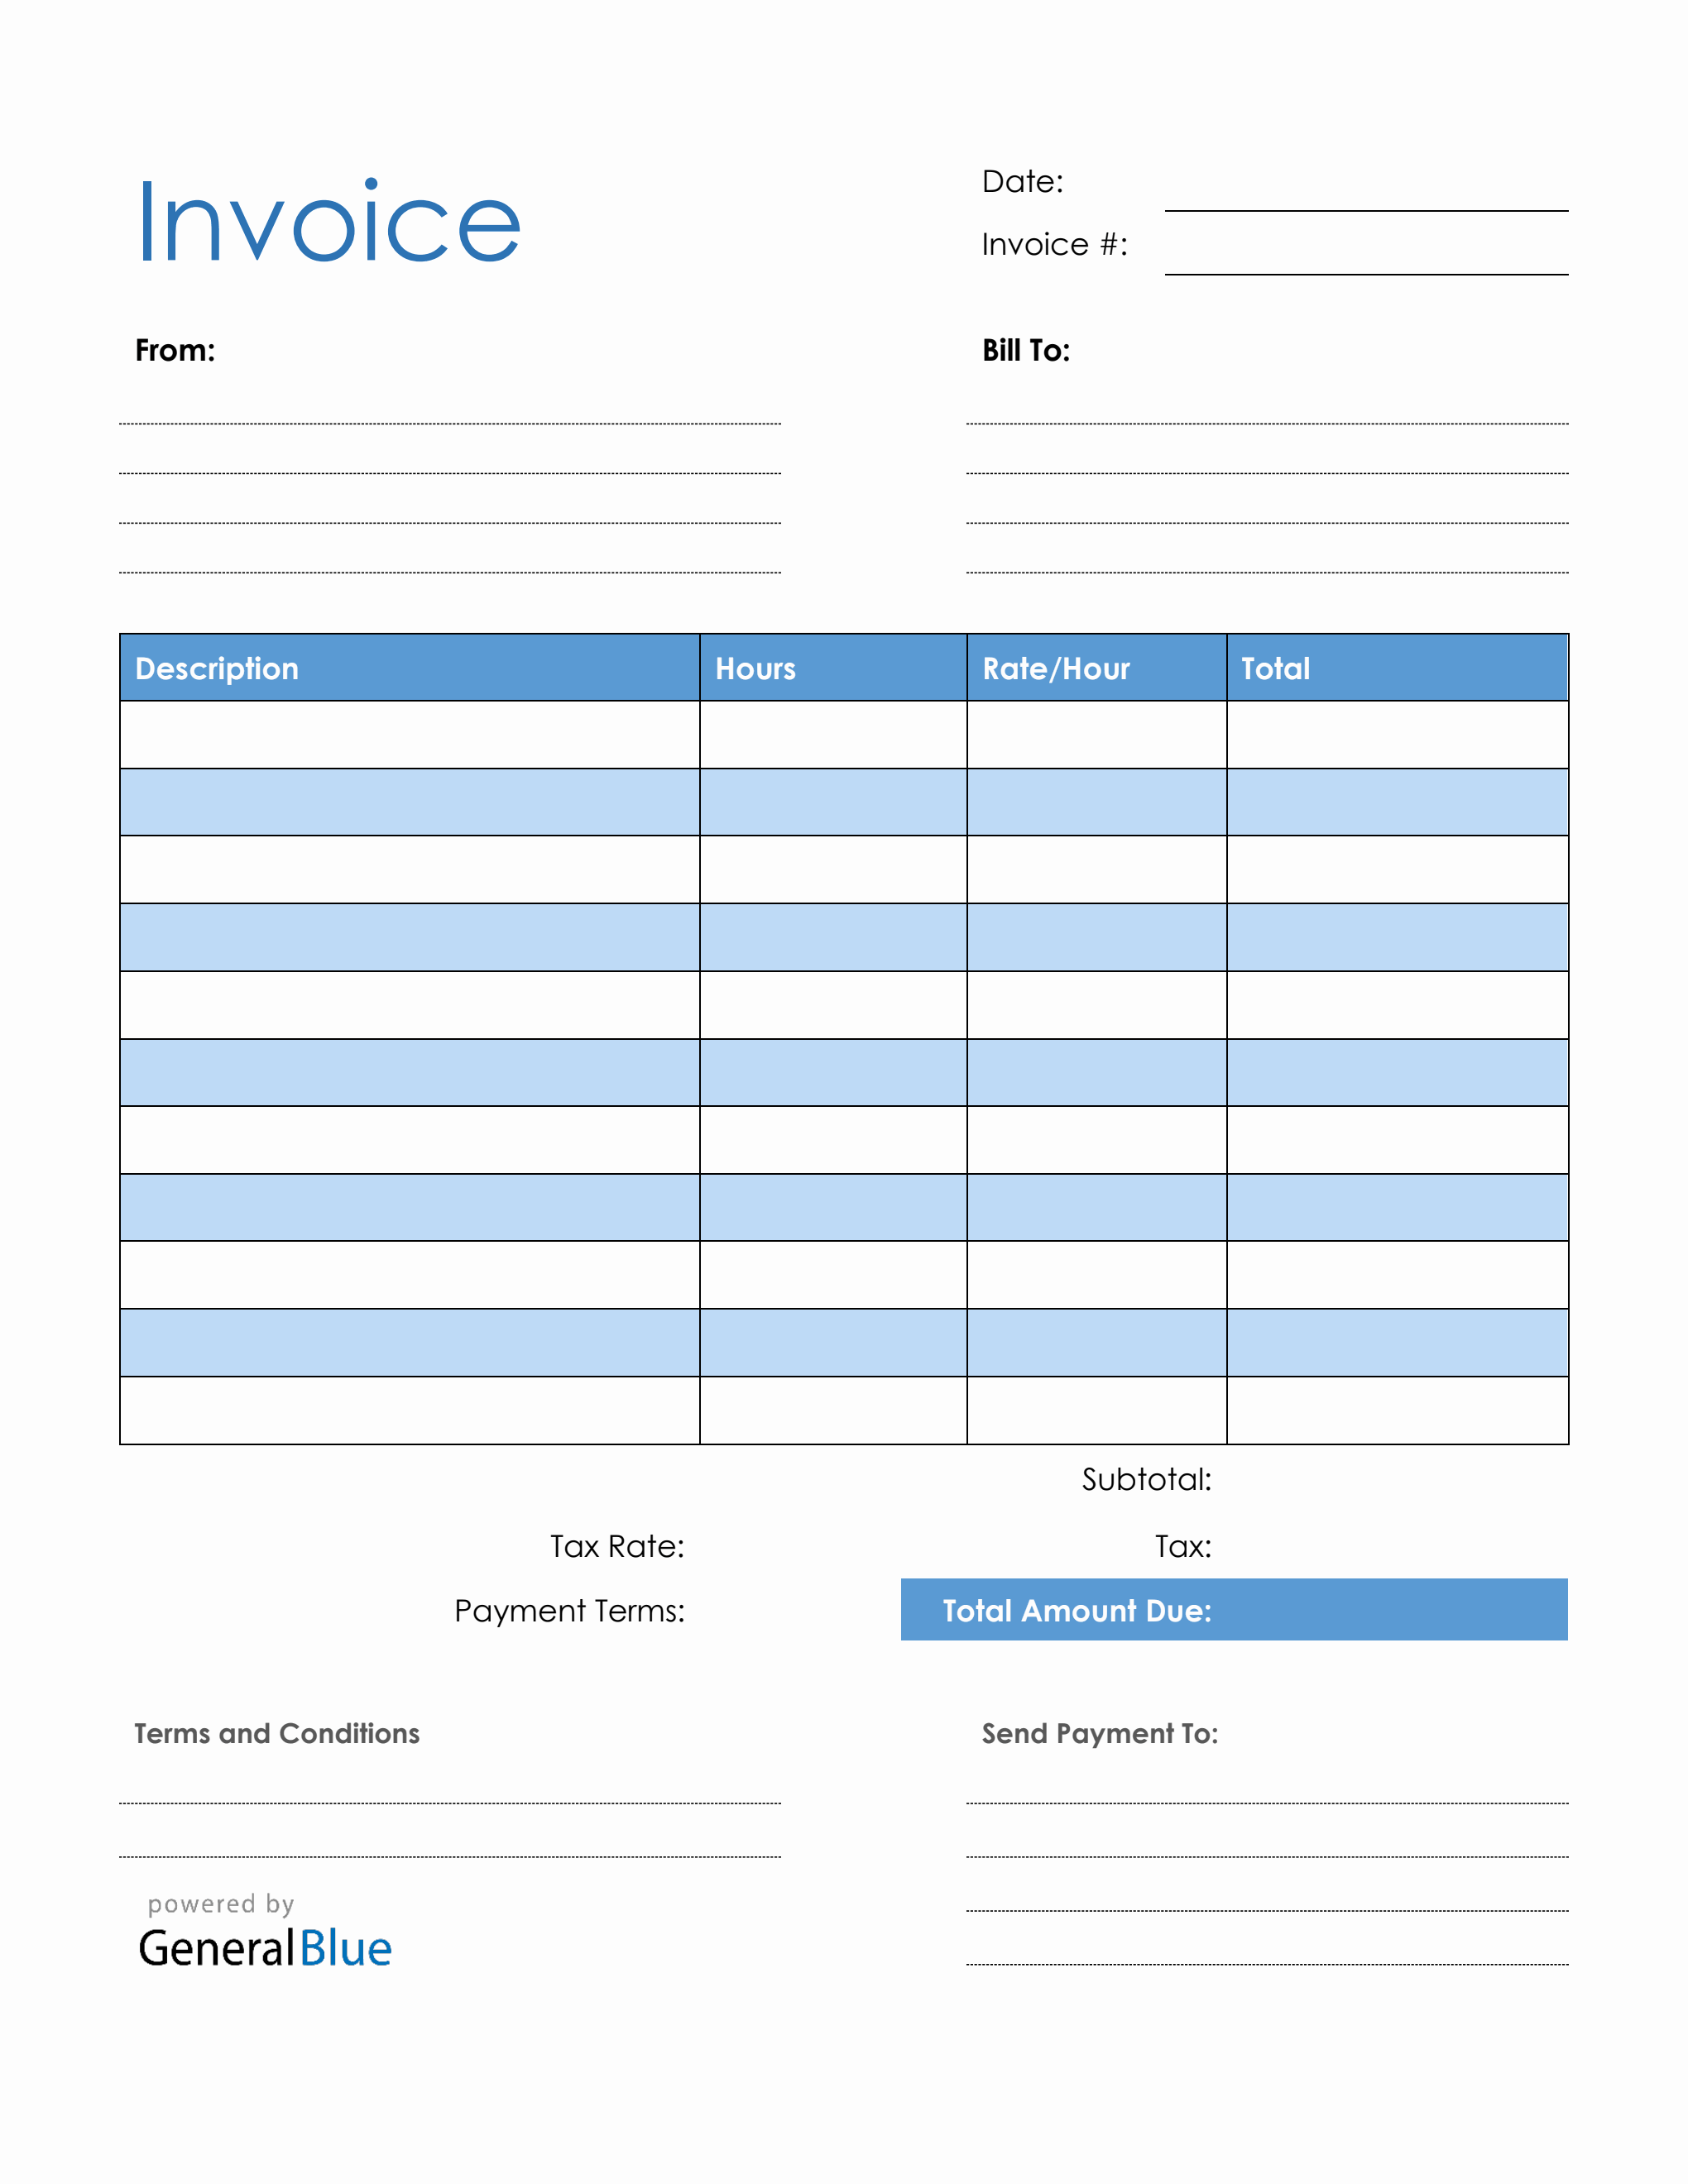 Invoice
Date:
Invoice #:
From:
Bill To:
Description Hours Rate/Hour Total
Subtotal:
Tax Rate: Tax:
Payment Terms: Total Amount Due:
Terms and Conditions
Send Payment To:
powered by
GeneralBlue